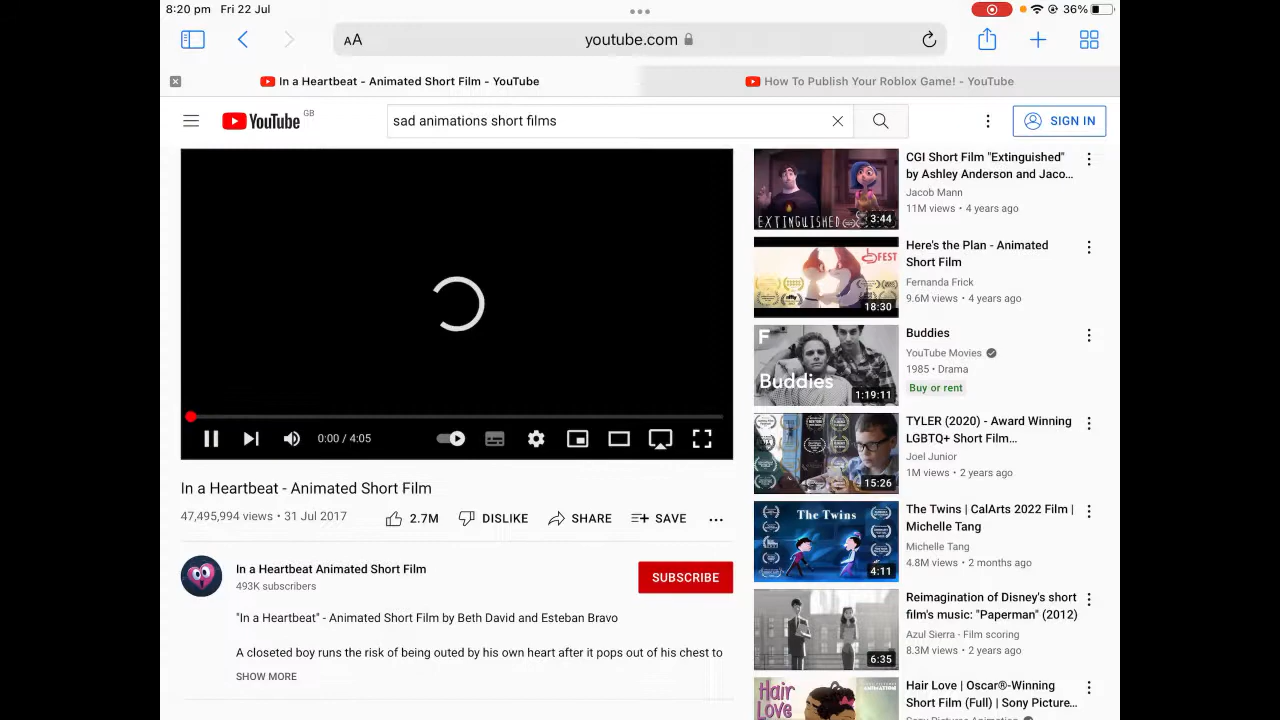 8:20 pm Fri 22 Jul
36%
AA
youtube.com
In a Heartbeat - Animated Short Film - YouTube
How To Publish Your Roblox Game! - YouTube
YouTube GB
sad animations short films
SIGN IN
0:00 / 4:05
In a Heartbeat - Animated Short Film
47,495,994 views • 31 Jul 2017
2.7M
DISLIKE
SHARE
SAVE
In a Heartbeat Animated Short Film
493K subscribers
SUBSCRIBE
"In a Heartbeat" - Animated Short Film by Beth David and Esteban Bravo
A closeted boy runs the risk of being outed by his own heart after it pops out of his chest to
SHOW MORE
EXTINGUISHED
3:44
CGI Short Film "Extinguished"
by Ashley Anderson and Jaco...
Jacob Mann
11M views • 4 years ago
FEST
18:30
Here's the Plan - Animated
Short Film
Fernanda Frick
9.6M views • 4 years ago
F
Buddies
1:19:11
Buddies
YouTube Movies
1985 • Drama
Buy or rent
15:26
TYLER (2020) - Award Winning
LGBTQ+ Short Film...
Joel Junior
1M views • 2 years ago
The Twins
4:11
The Twins | CalArts 2022 Film |
Michelle Tang
Michelle Tang
4.8M views • 2 months ago
6:35
Reimagination of Disney's short
film's music: "Paperman" (2012)
Azul Sierra - Film scoring
8.3M views • 2 years ago
Hair
Love
Hair Love | Oscar®-Winning
Short Film (Full) | Sony Picture...
Sony Pictures Animation